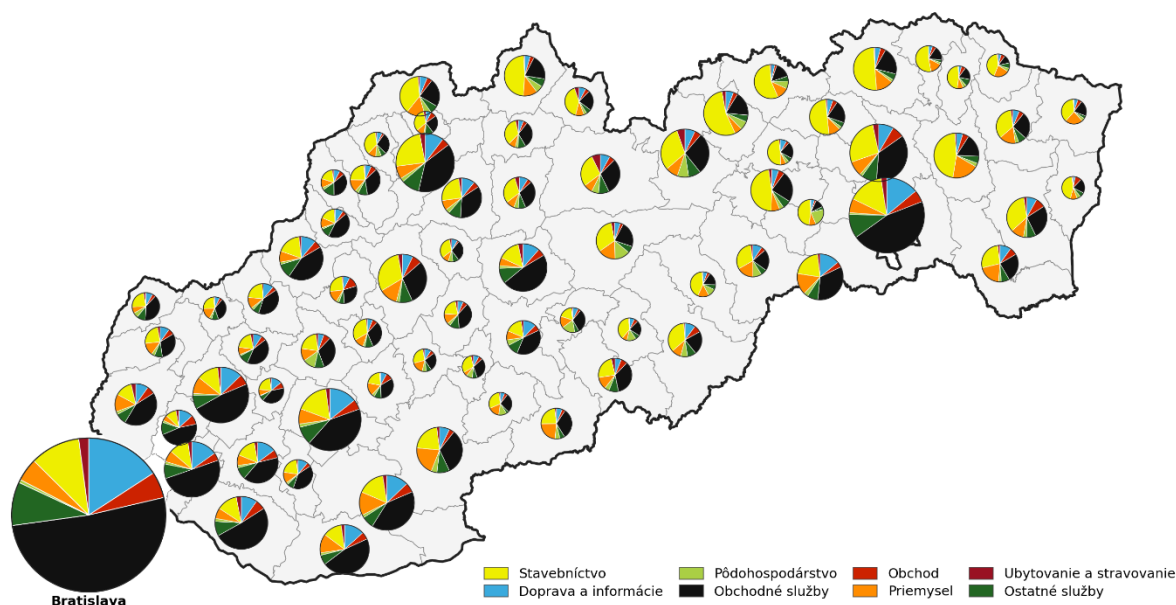 Bratislava
Stavebníctvo
Pôdohospodárstvo
Obchod
Ubytovanie a stravovanie
Doprava a informácie
Obchodné služby
Priemysel
Ostatné služby